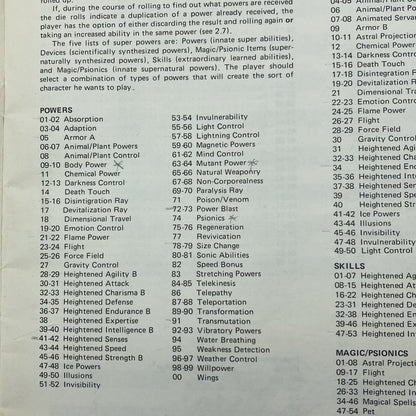 rolled up.
If, during the course of rolling to find out what powers are received
the die rolls indicate a duplication of a power already received, the
player has the option of either discarding the result and rolling again or
taking an increased ability in the same power (see 2.7).
The five lists of super powers are: Powers (innate super abilities),
Devices (scientifically synthesized powers), Magic/Psionic Items (super-
naturally synthesized powers), Skills (extraordinary learned abilities),
and Magic/Psionics (innate supernatural powers). The player should
select a combination of types of powers that will create the sort of
character he wants to play.
POWERS
01-02 Absorption
03-04 Adaption
05 Armor A
06-07 Animal/Plant Powers
08 Animal/Plant Control
09-10 Body Power
11 Chemical Power
12-13 Darkness Control
14 Death Touch
15-16 Disintigration Ray
17 Devitalization Ray
18 Dimensional Travel
19-20 Emotion Control
21-22 Flame Power
23-24 Flight
25-26 Force Field
27 Gravity Control
28-29 Heightened Agility B
30-31 Heightened Attack
32-33 Heightened Charisma B
34-35 Heightened Defense
36-37 Heightened Endurance B
38 Heightened Expertise
39-40 Heightened Intelligence B
41-42 Heightened Senses
43-44 Heightened Speed
45-46 Heightened Strength B
47-48 Ice Powers
49-50 Illusions
51-52 Invisibility
53-54 Invulnerability
55-56 Light Control
57-58 Lightning Control
59-60 Magnetic Powers
61-62 Mind Control
63-64 Mutant Power
65-66 Natural Weaponry
67-68 Non-Corporealness
69-70 Paralysis Ray
71 Poison/Venom
72-73 Power Blast
74 Psionics
75-76 Regeneration
77 Revivication
78-79 Size Change
80-81 Sonic Abilities
82 Speed Bonus
83 Stretching Powers
84-85 Telekinesis
86 Telepathy
87-88 Teleportation
89-90 Transformation
91 Transmutation
92-93 Vibratory Powers
94 Water Breathing
95 Weakness Detection
96-97 Weather Control
98-99 Willpower
00 Wings
06 Animal/Plant
07-08 Animated Servan
09 Armor B
10-11 Astral Projection
12 Chemical Power
13-14 Darkness Contro
15-16 Death Touch
17-18 Disintegration F
19-20 Devitalization R
21 Dimensional T
22-23 Emotion Contr
24-25 Flame Power
26-27 Flight
28-29 Force Field
30 Gravity Contro
31 Heightened Ag
32-33 Heightened Cha
34 Heightened End
35-36 Heightened Int
37-38 Heightened Ser
39 Heightened Spe
40 Heightened Str
41-42 Ice Powers
43-44 Illusions
45-46 Invisibility
47-48 Invulnerability
49-50 Light Control
SKILLS
01-07 Heightened Ag
08-15 Heightened At
16-22 Heightened Ch
23-31 Heightened De
32-38 Heightened En
39-46 Heightened Ex
47-53 Heightened In
MAGIC/PSIONICS
01-08 Astral Projecti
09-17 Flight
18-25 Heightened Ch
26-33 Heightened In
34-46 Magical Spells
47-54 Pet